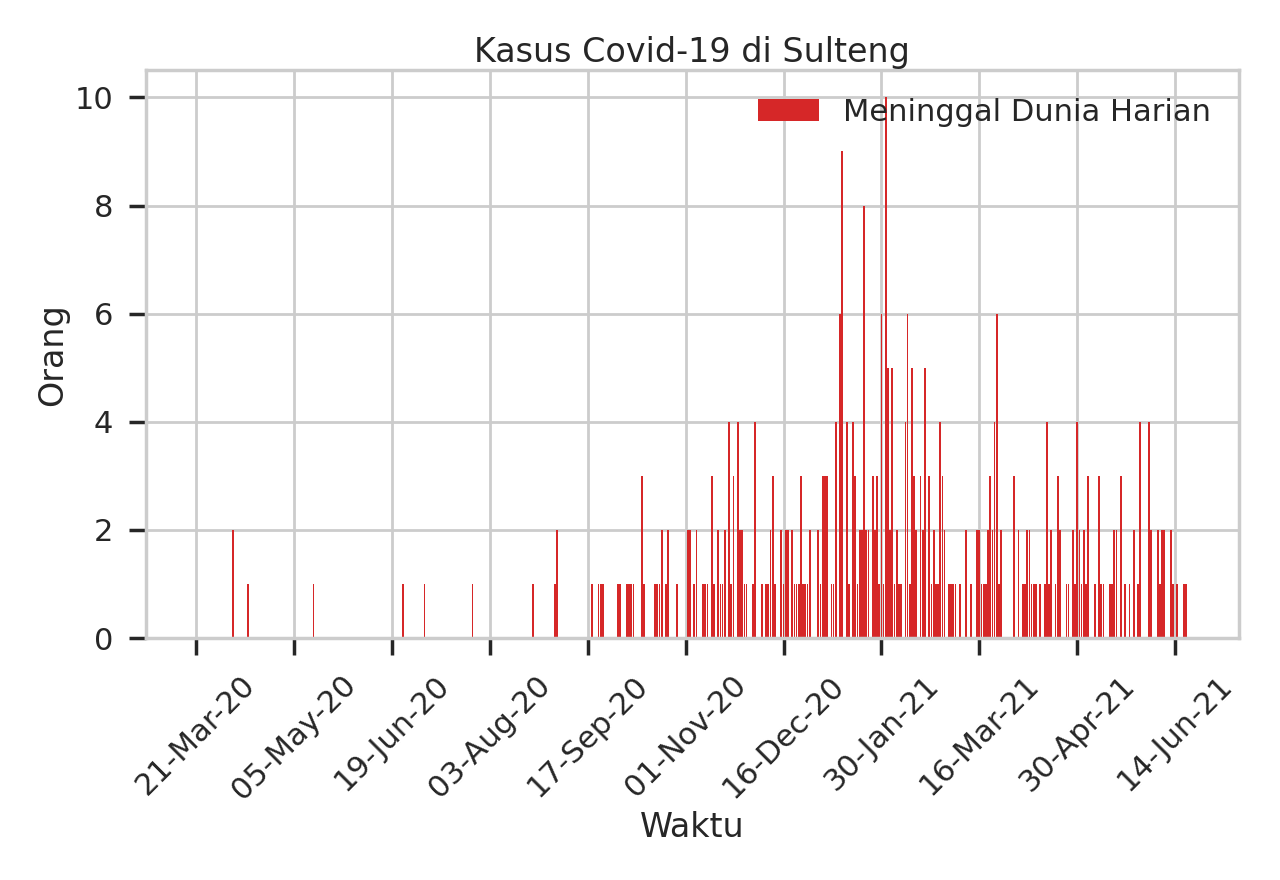 Kasus Covid-19 di Sulteng
Meninggal Dunia Harian
Orang
10
8
6
4
2
0
21-Mar-20
05-May-20
19-Jun-20
03-Aug-20
17-Sep-20
01-Nov-20
16-Dec-20
30-Jan-21
16-Mar-21
30-Apr-21
14-Jun-21
Waktu